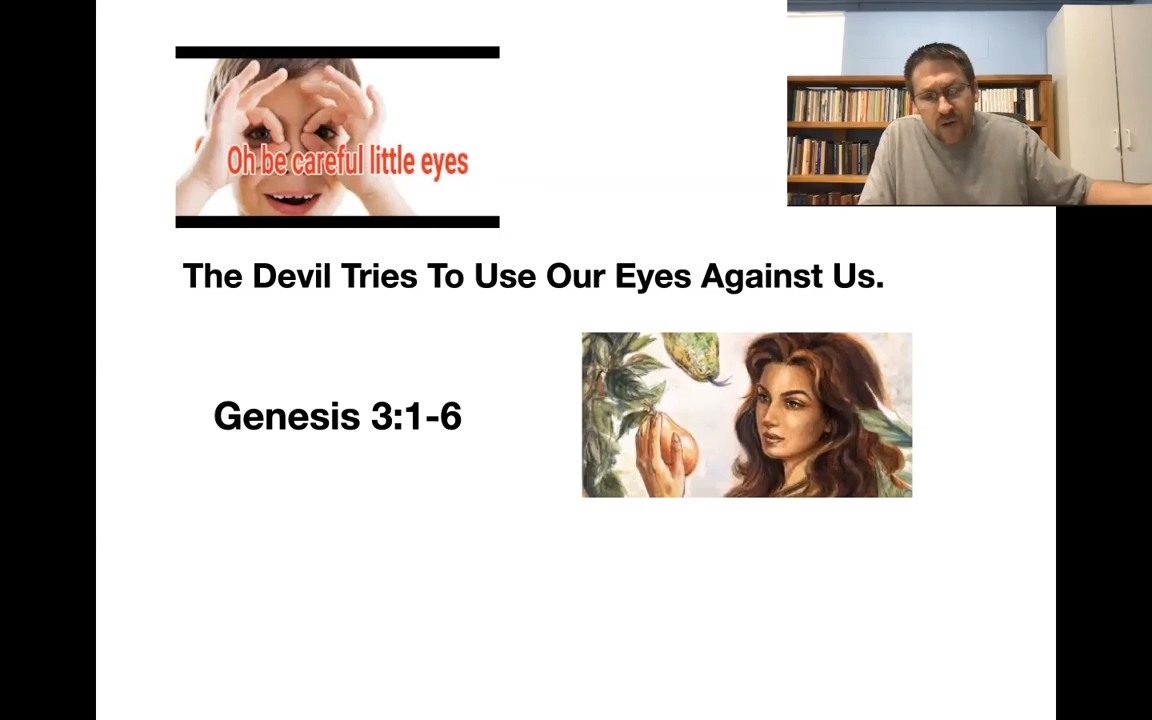 Oh be careful little eyes
The Devil Tries To Use Our Eyes Against Us.
Genesis 3:1-6